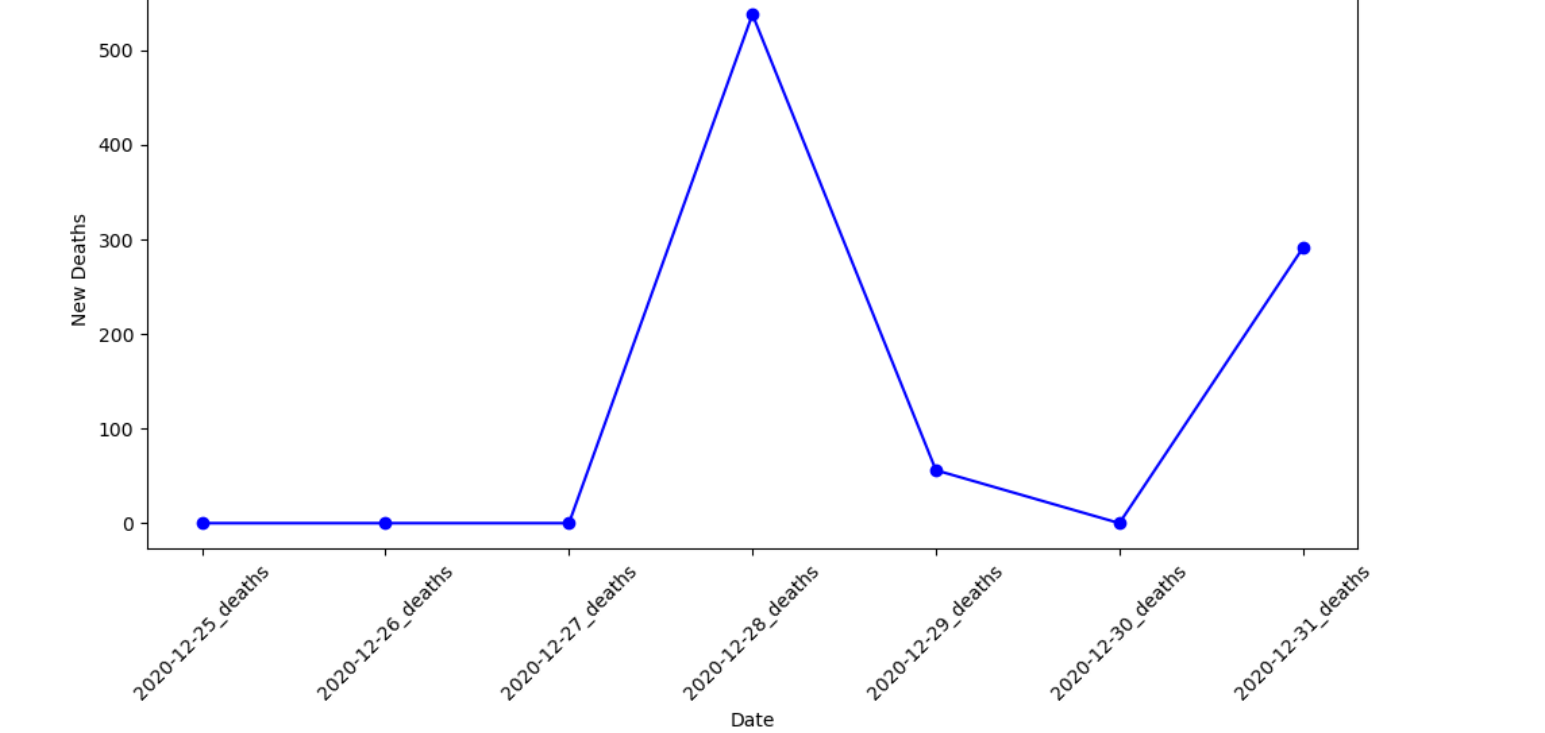 500
400
300
200
100
0
New Deaths
2020-12-25_deaths
2020-12-26_deaths
2020-12-27_deaths
2020-12-28_deaths
2020-12-29_deaths
2020-12-30_deaths
2020-12-31_deaths
Date